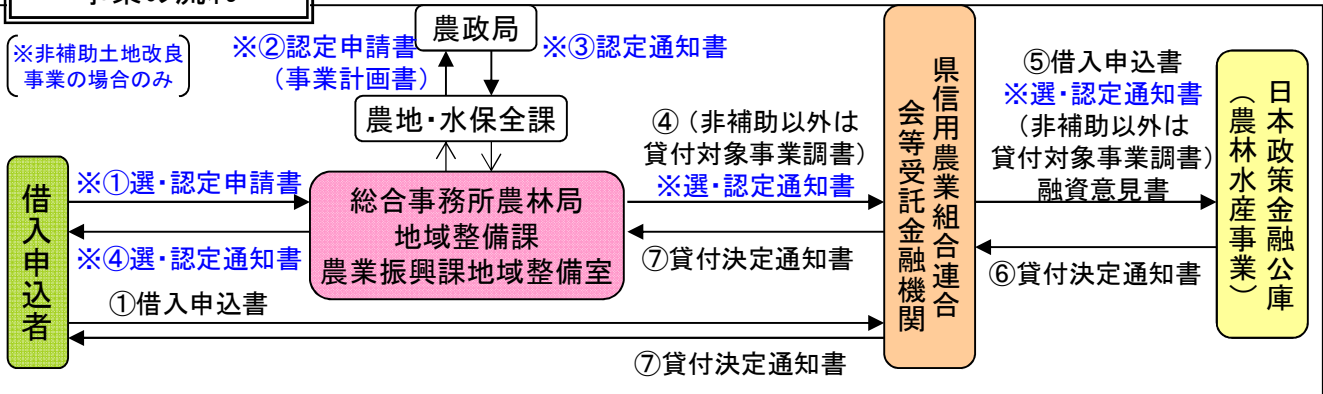 事業の流れ
※非補助土地改良
事業の場合のみ
※②認定申請書
(事業計画書)
農政局
※③認定通知書
農地・水保全課
借入申込者
※①選・認定申請書
※④選・認定通知書
総合事務所農林局
地域整備課
農業振興課地域整備室
④(非補助以外は
貸付対象事業調書)
※選・認定通知書
⑦貸付決定通知書
①借入申込書
⑦貸付決定通知書
県信用農業組合連合
会等受託金融機関
⑤借入申込書
※選・認定通知書
(非補助以外は
貸付対象事業調書)
融資意見書
⑥貸付決定通知書
日本政策金融公庫
(農林水産事業)